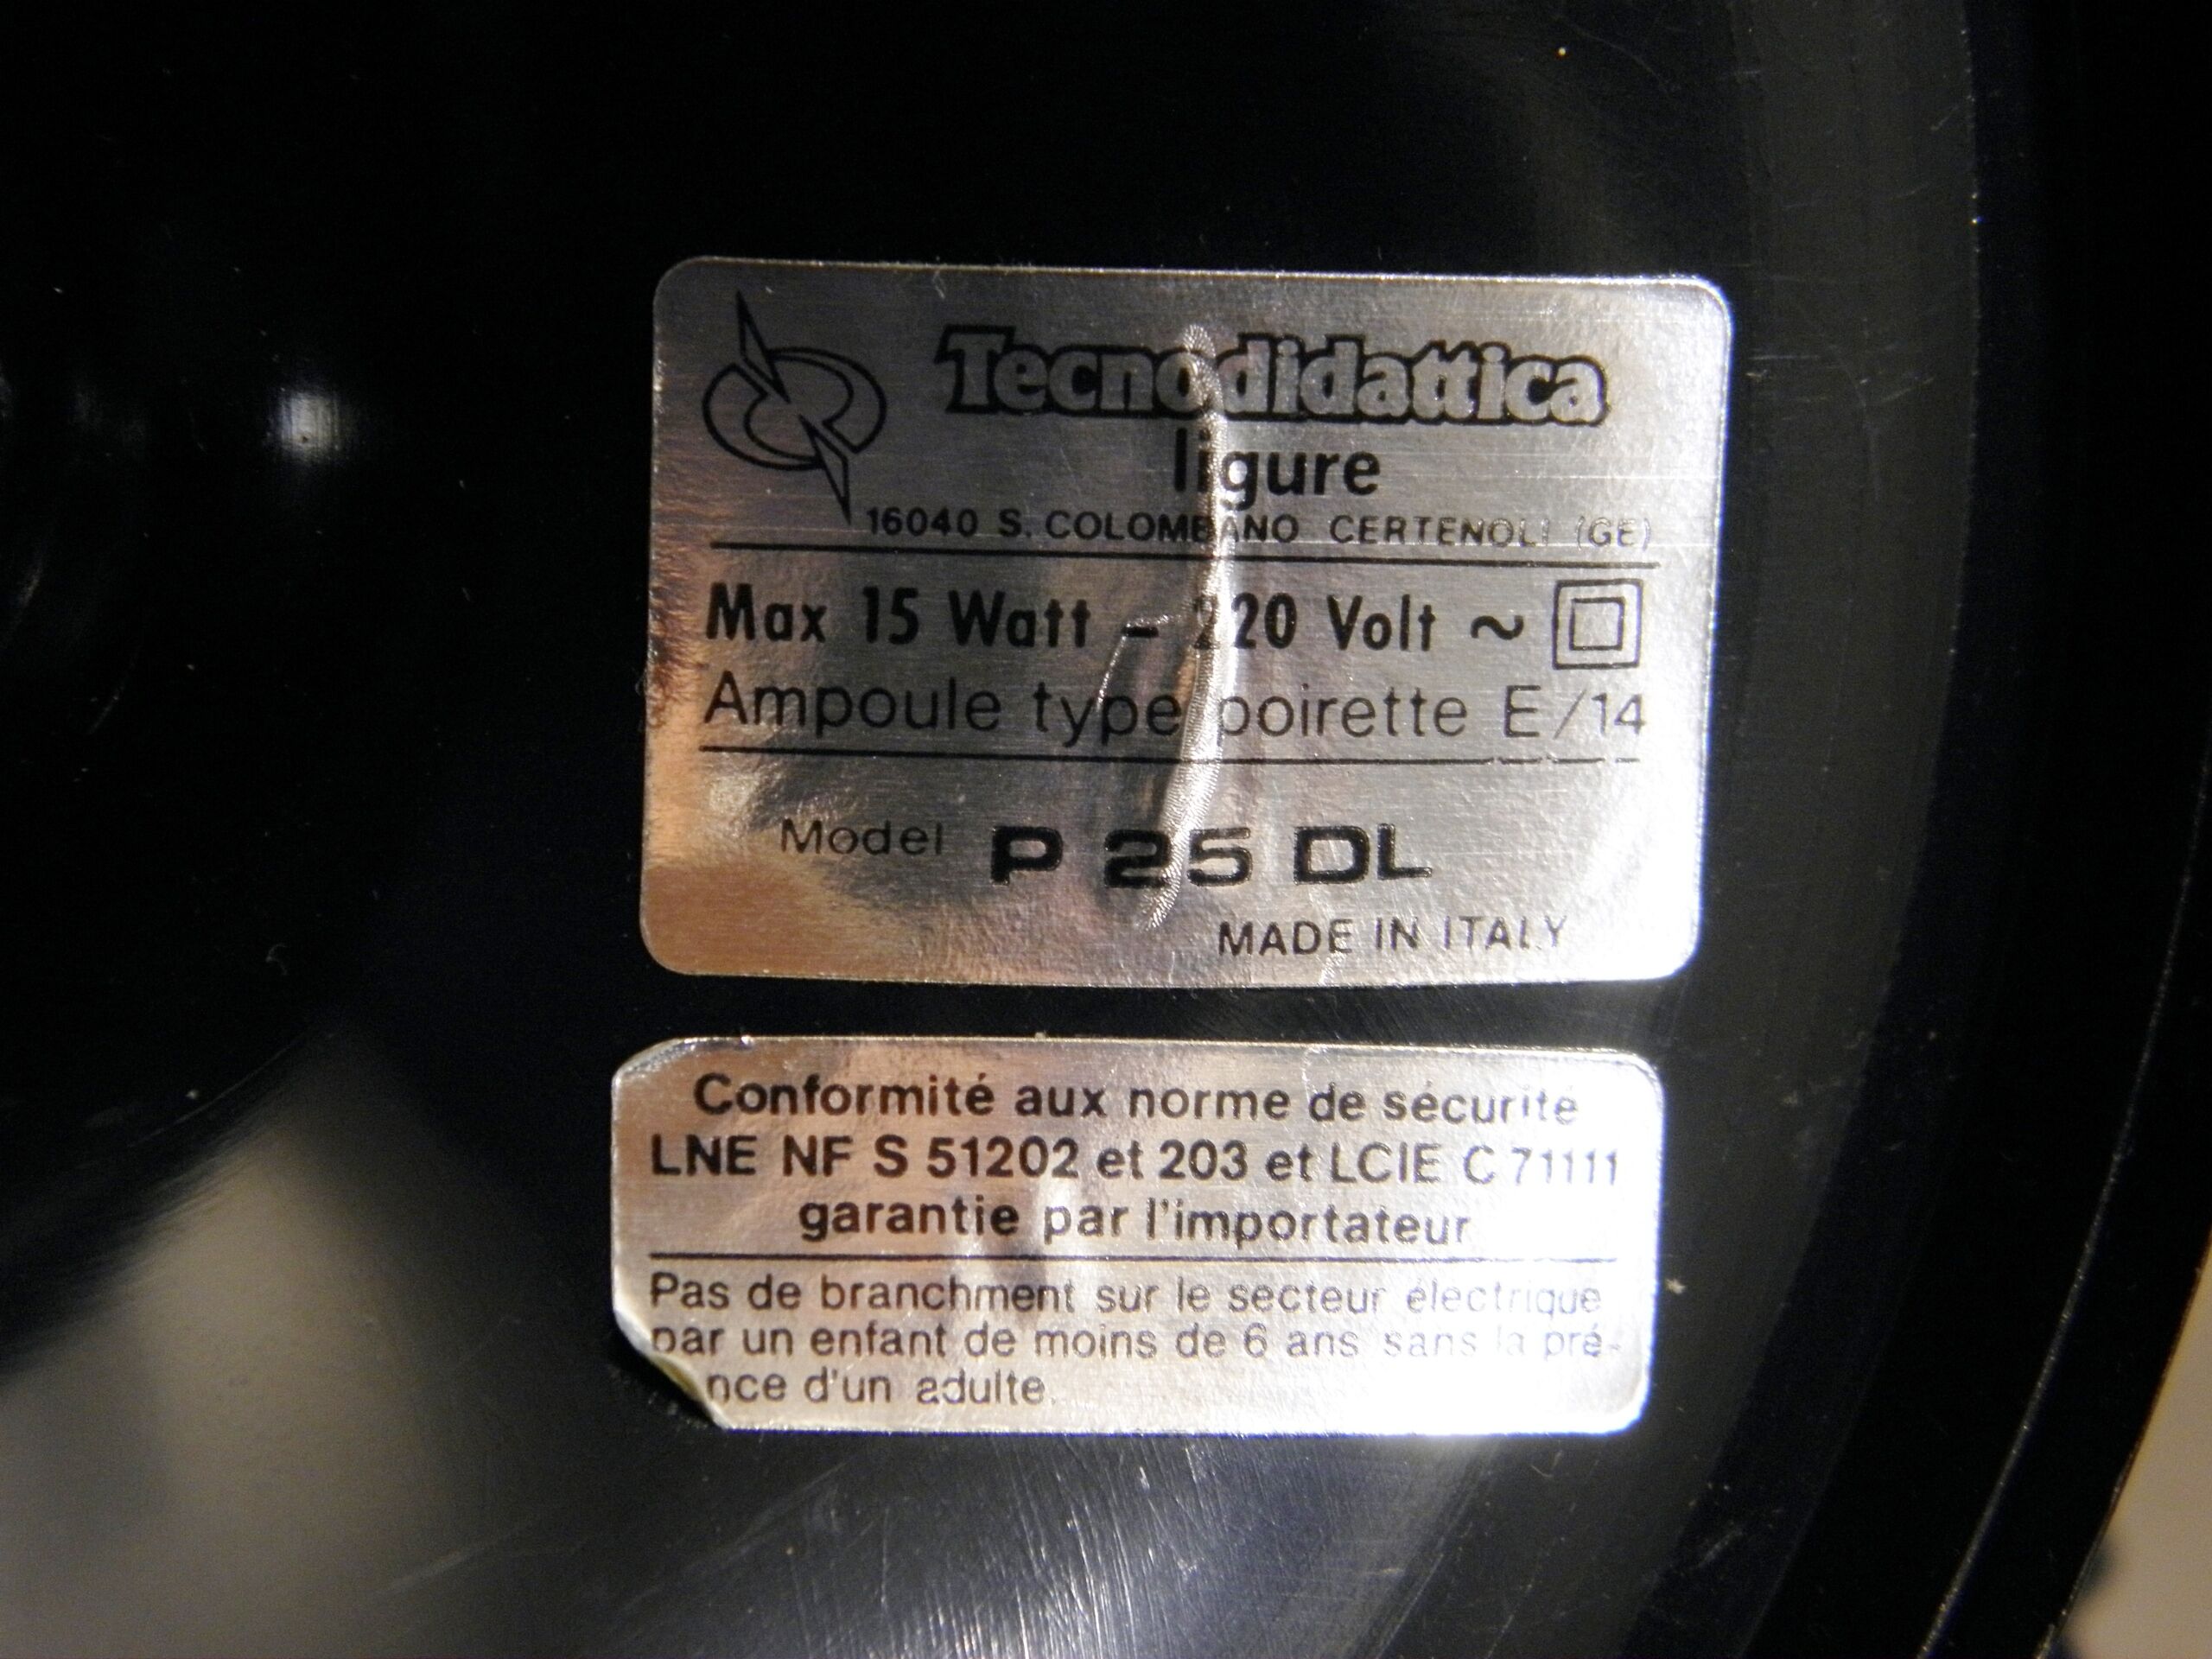 Tecnodidattica
ligure
16040 S. COLOMBANO CERTENOLI (GE)
Max 15 Watt - 220 Volt ~
Ampoule type poirette E/14
Model P 25 DL
MADE IN ITALY
Conformité aux norme de sécurité
LNE NF S 51202 et 203 et LCIE C 71111
garantie par l'importateur
Pas de branchment sur le secteur électrique
par un enfant de moins de 6 ans sans la pré-
nce d'un adulte.